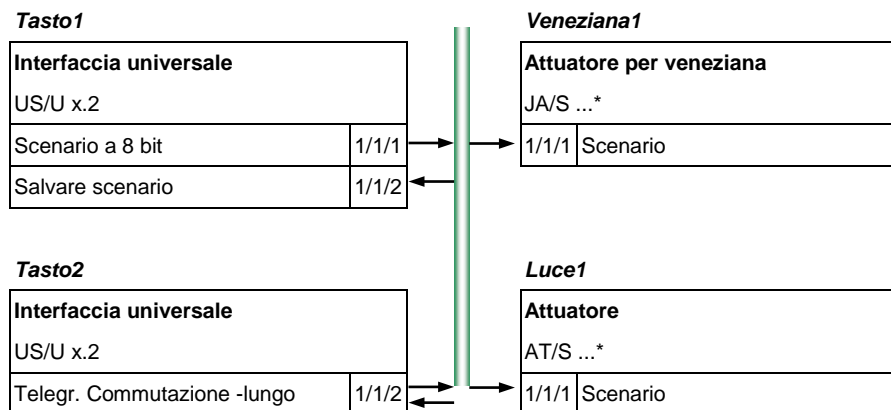 Tasto1
Interfaccia universale
US/U x.2
Scenario a 8 bit 1/1/1
Salvare scenario 1/1/2
Veneziana1
Attuatore per veneziana
JA/S ...*
1/1/1 Scenario
Tasto2
Interfaccia universale
US/U x.2
Telegr. Commutazione -lungo 1/1/2
Luce1
Attuatore
AT/S ...*
1/1/1 Scenario